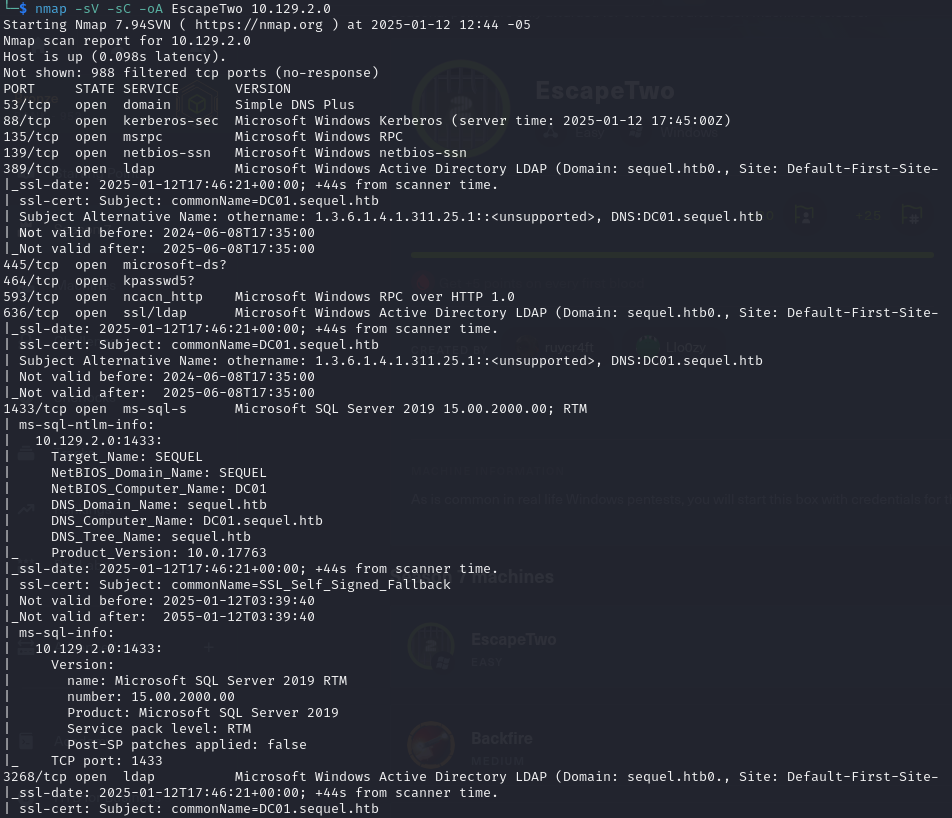 └─$ nmap -sV -sC -oA EscapeTwo 10.129.2.0
Starting Nmap 7.94SVN ( https://nmap.org ) at 2025-01-12 12:44 -05
Nmap scan report for 10.129.2.0
Host is up (0.098s latency).
Not shown: 988 filtered tcp ports (no-response)
PORT     STATE SERVICE       VERSION
53/tcp   open  domain        Simple DNS Plus
88/tcp   open  kerberos-sec  Microsoft Windows Kerberos (server time: 2025-01-12 17:45:00Z)
135/tcp  open  msrpc         Microsoft Windows RPC
139/tcp  open  netbios-ssn   Microsoft Windows netbios-ssn
389/tcp  open  ldap          Microsoft Windows Active Directory LDAP (Domain: sequel.htb0., Site: Default-First-Site-
|_ssl-date: 2025-01-12T17:46:21+00:00; +44s from scanner time.
| ssl-cert: Subject: commonName=DC01.sequel.htb
| Subject Alternative Name: othername: 1.3.6.1.4.1.311.25.1::<unsupported>, DNS:DC01.sequel.htb
| Not valid before: 2024-06-08T17:35:00
|_Not valid after:  2025-06-08T17:35:00
445/tcp  open  microsoft-ds?
464/tcp  open  kpasswd5?
593/tcp  open  ncacn_http    Microsoft Windows RPC over HTTP 1.0
636/tcp  open  ssl/ldap      Microsoft Windows Active Directory LDAP (Domain: sequel.htb0., Site: Default-First-Site-
|_ssl-date: 2025-01-12T17:46:21+00:00; +44s from scanner time.
| ssl-cert: Subject: commonName=DC01.sequel.htb
| Subject Alternative Name: othername: 1.3.6.1.4.1.311.25.1::<unsupported>, DNS:DC01.sequel.htb
| Not valid before: 2024-06-08T17:35:00
|_Not valid after:  2025-06-08T17:35:00
1433/tcp open  ms-sql-s      Microsoft SQL Server 2019 15.00.2000.00; RTM
| ms-sql-ntlm-info:
|   10.129.2.0:1433:
|     Target_Name: SEQUEL
|     NetBIOS_Domain_Name: SEQUEL
|     NetBIOS_Computer_Name: DC01
|     DNS_Domain_Name: sequel.htb
|     DNS_Computer_Name: DC01.sequel.htb
|     DNS_Tree_Name: sequel.htb
|_    Product_Version: 10.0.17763
|_ssl-date: 2025-01-12T17:46:21+00:00; +44s from scanner time.
| ssl-cert: Subject: commonName=SSL_Self_Signed_Fallback
| Not valid before: 2025-01-12T03:39:40
|_Not valid after:  2055-01-12T03:39:40
| ms-sql-info:
|   10.129.2.0:1433:
|     Version:
|       name: Microsoft SQL Server 2019 RTM
|       number: 15.00.2000.00
|       Product: Microsoft SQL Server 2019
|       Service pack level: RTM
|       Post-SP patches applied: false
|_    TCP port: 1433
3268/tcp open  ldap          Microsoft Windows Active Directory LDAP (Domain: sequel.htb0., Site: Default-First-Site-
|_ssl-date: 2025-01-12T17:46:21+00:00; +44s from scanner time.
| ssl-cert: Subject: commonName=DC01.sequel.htb
EscapeTwo
Easy
Windows
+25
CREATED BY
ruycr4ft
Llo0zy
MACHINE INFORMATION
As is common in real life Windows pentests, you will start this box with credentials for
machines
EscapeTwo
EASY
Backfire
MEDIUM